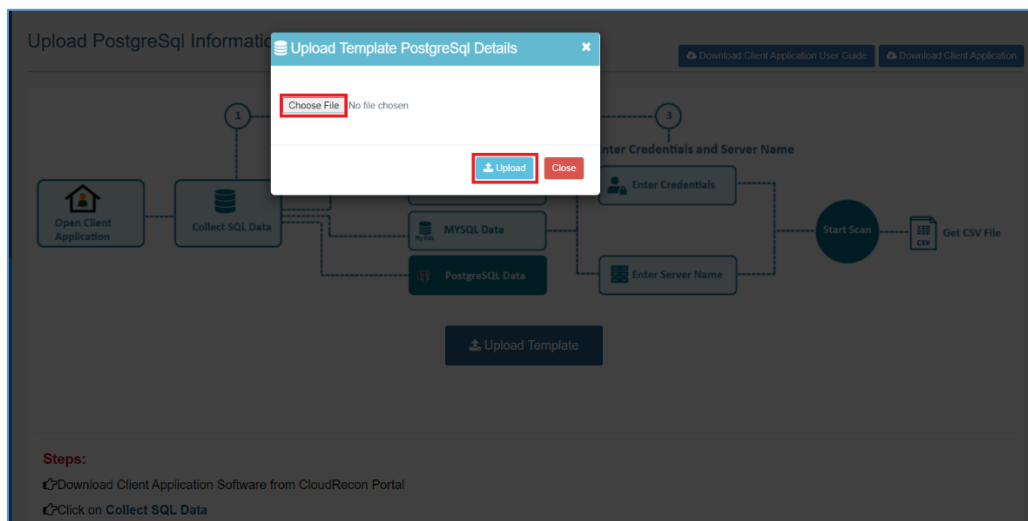 Upload PostgreSql Informatio
Upload Template PostgreSql Details
×
Download Client Application User Guide
Download Client Application
Choose File No file chosen
Upload
Close
1
3
nter Credentials and Server Name
Open Client
Application
Collect SQL Data
MySQL
MYSQL Data
PostgreSQL Data
Enter Credentials
Enter Server Name
Start Scan
CSV
Get CSV File
Upload Template
Steps:
Download Client Application Software from CloudRecon Portal
Click on Collect SQL Data